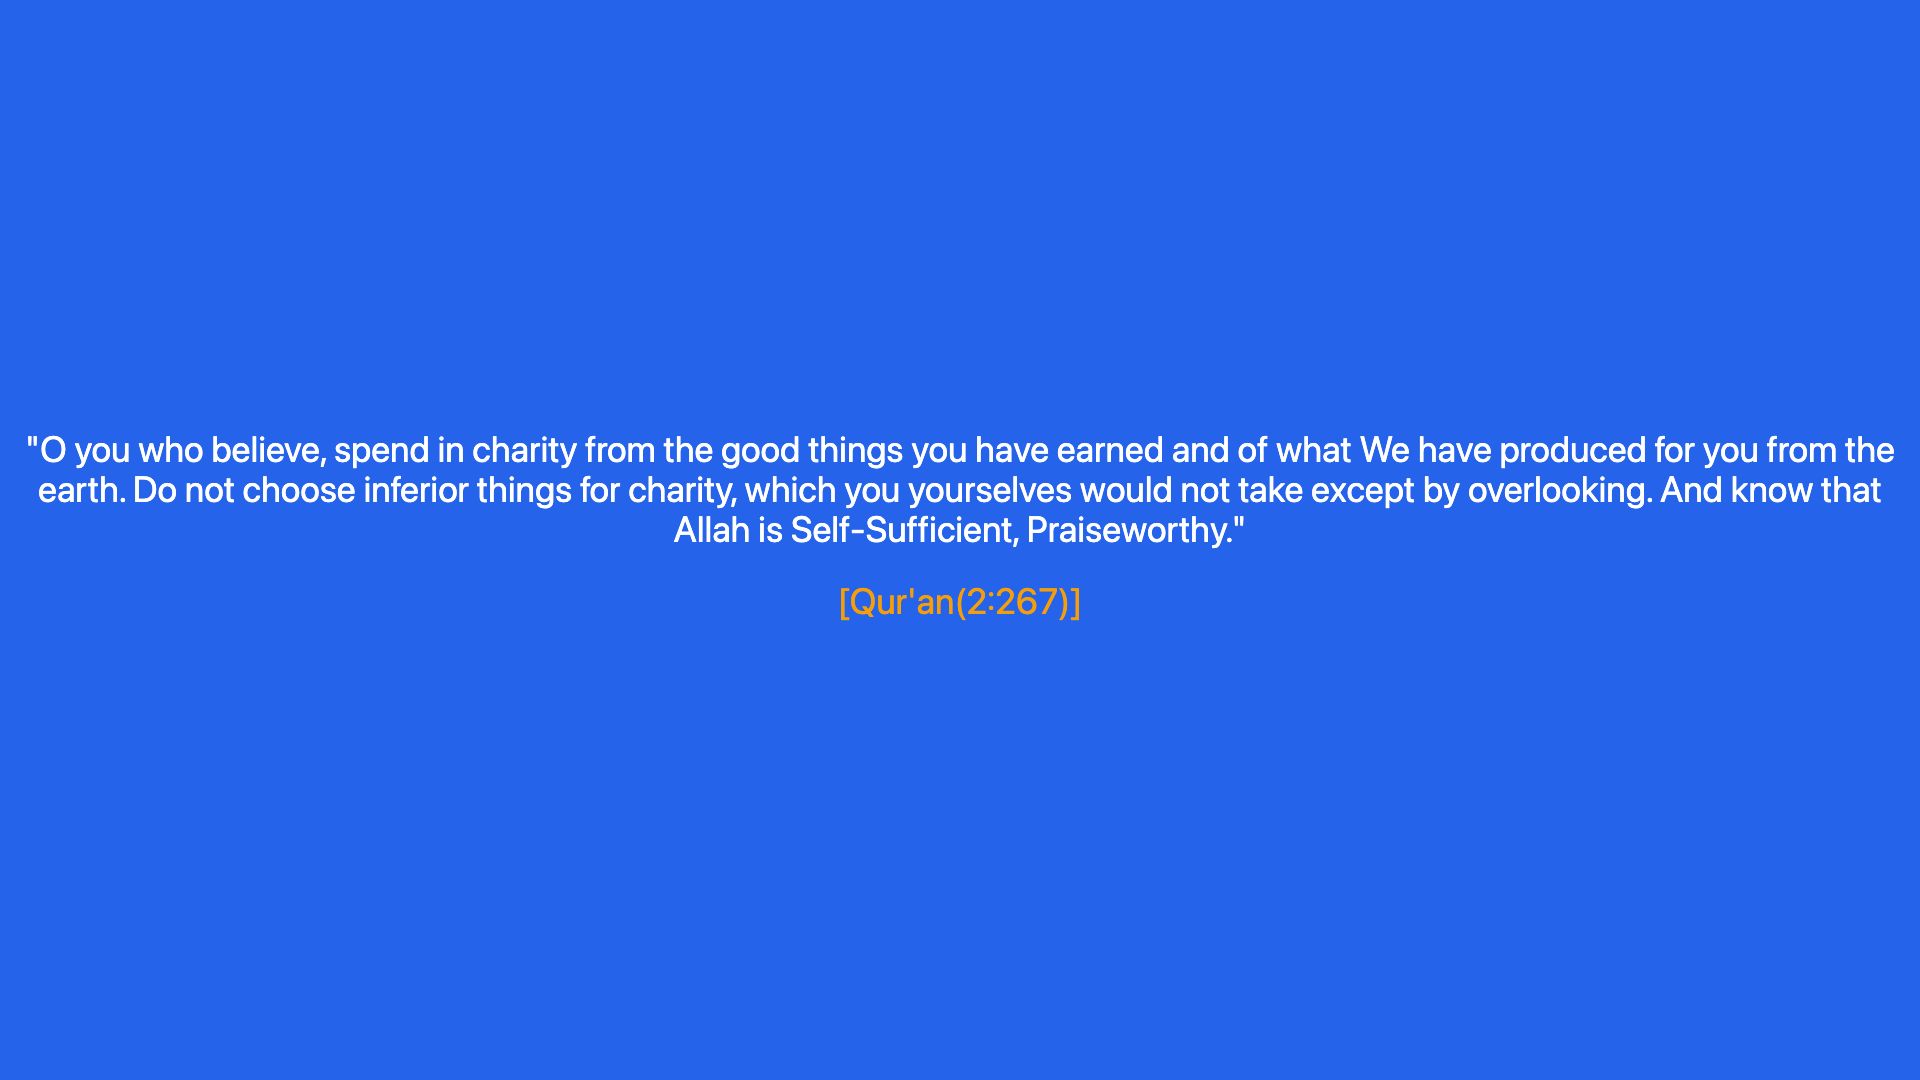 "O you who believe, spend in charity from the good things you have earned and of what We have produced for you from the
earth. Do not choose inferior things for charity, which you yourselves would not take except by overlooking. And know that
Allah is Self-Sufficient, Praiseworthy."
[Qur'an(2:267)]